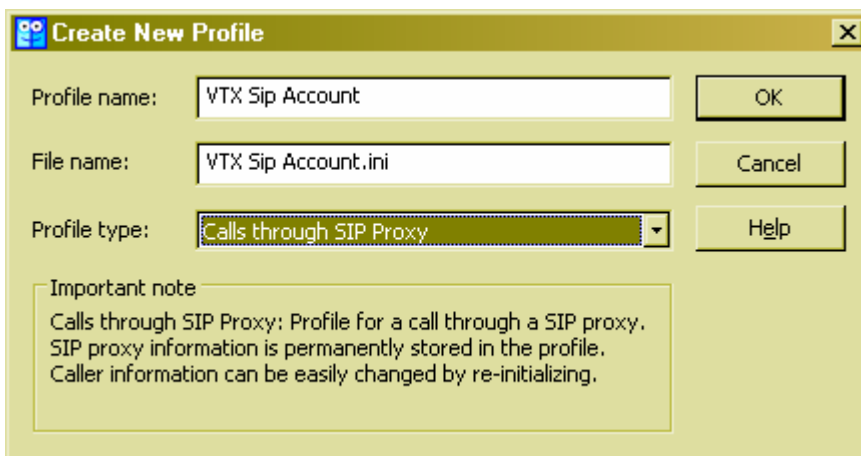 Create New Profile
Profile name:
VTX Sip Account
OK
File name:
VTX Sip Account.ini
Cancel
Profile type:
Calls through SIP Proxy
Help
Important note
Calls through SIP Proxy: Profile for a call through a SIP proxy.
SIP proxy information is permanently stored in the profile.
Caller information can be easily changed by re-initializing.